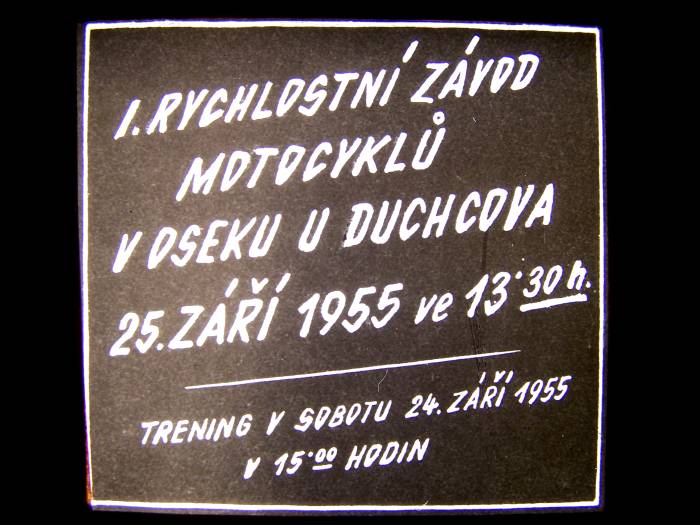 I. RYCHLOSTNÍ ZÁVOD
MOTOCYKLŮ
V OSEKU U DUCHCOVA
25. ZÁŘÍ 1955 ve 13·30 h.
TRENING V SOBOTU 24. ZÁŘÍ 1955
V 15·00 HODIN